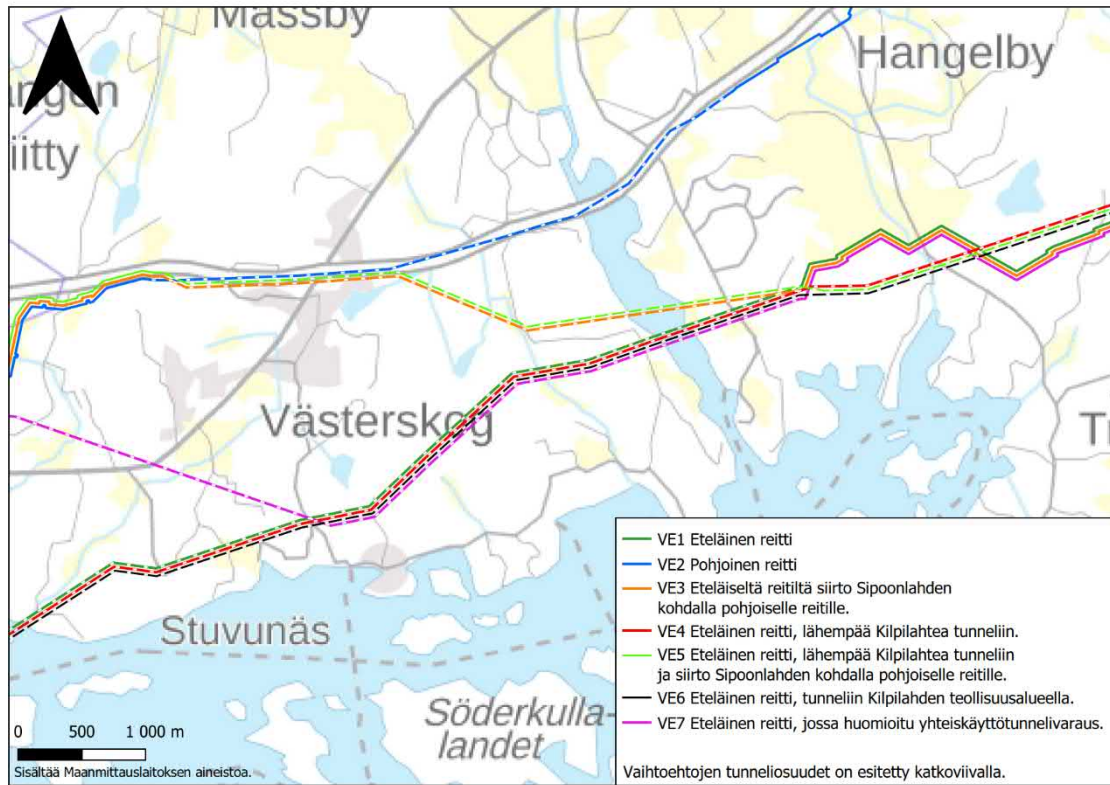 Massby
Hangelby
Västerskog
Stuvunäs
Söderkulla-
landet
VE1 Eteläinen reitti
VE2 Pohjoinen reitti
VE3 Eteläiseltä reitiltä siirto Sipoonlahden
kohdalla pohjoiselle reitille.
VE4 Eteläinen reitti, lähempää Kilpilahtea tunneliin.
VE5 Eteläinen reitti, lähempää Kilpilahtea tunneliin
ja siirto Sipoonlahden kohdalla pohjoiselle reitille.
VE6 Eteläinen reitti, tunneliin Kilpilahden teollisuusalueella.
VE7 Eteläinen reitti, jossa huomioitu yhteiskäyttötunnelivaraus.
Vaihtoehtojen tunneliosuudet on esitetty katkoviivalla.
0 500 1 000 m
Sisältää Maanmittauslaitoksen aineistoa.